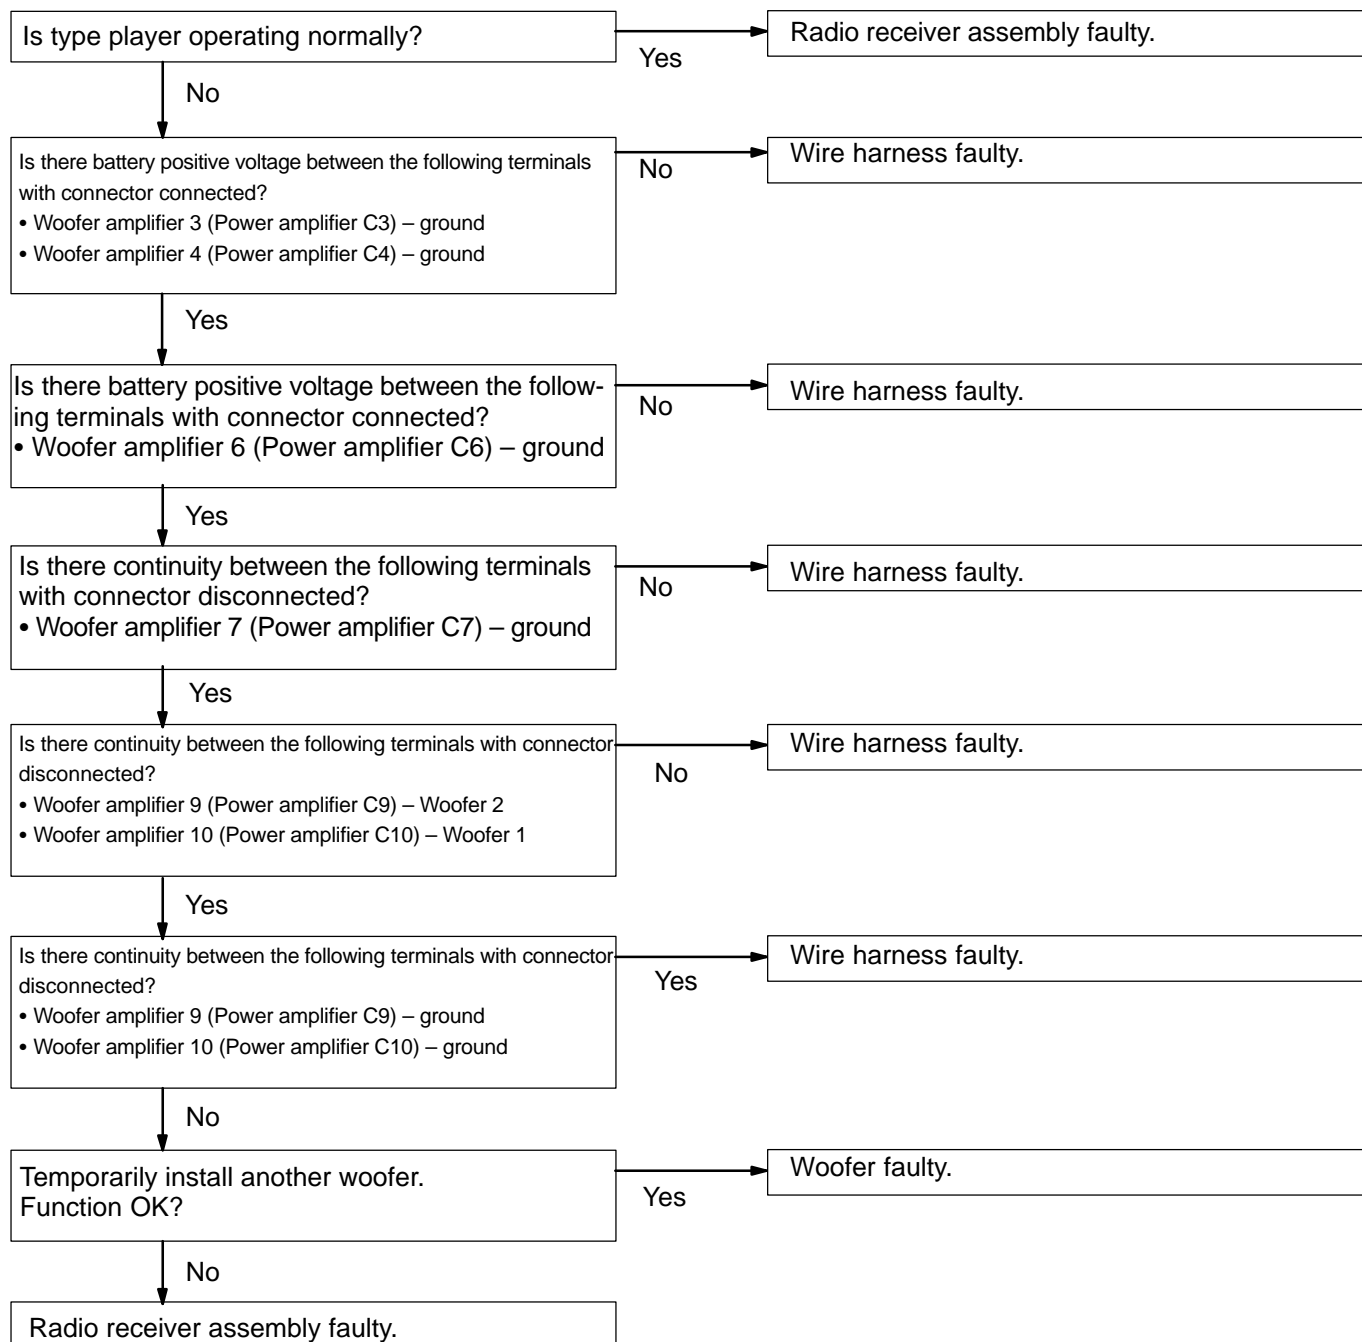 Is type player operating normally?
Yes
Radio receiver assembly faulty.
No
Is there battery positive voltage between the following terminals
with connector connected?
• Woofer amplifier 3 (Power amplifier C3) – ground
• Woofer amplifier 4 (Power amplifier C4) – ground
No
Wire harness faulty.
Yes
Is there battery positive voltage between the follow-
ing terminals with connector connected?
• Woofer amplifier 6 (Power amplifier C6) – ground
No
Wire harness faulty.
Yes
Is there continuity between the following terminals
with connector disconnected?
• Woofer amplifier 7 (Power amplifier C7) – ground
No
Wire harness faulty.
Yes
Is there continuity between the following terminals with connector
disconnected?
• Woofer amplifier 9 (Power amplifier C9) – Woofer 2
• Woofer amplifier 10 (Power amplifier C10) – Woofer 1
No
Wire harness faulty.
Yes
Is there continuity between the following terminals with connector
disconnected?
• Woofer amplifier 9 (Power amplifier C9) – ground
• Woofer amplifier 10 (Power amplifier C10) – ground
Yes
Wire harness faulty.
No
Temporarily install another woofer.
Function OK?
Yes
Woofer faulty.
No
Radio receiver assembly faulty.